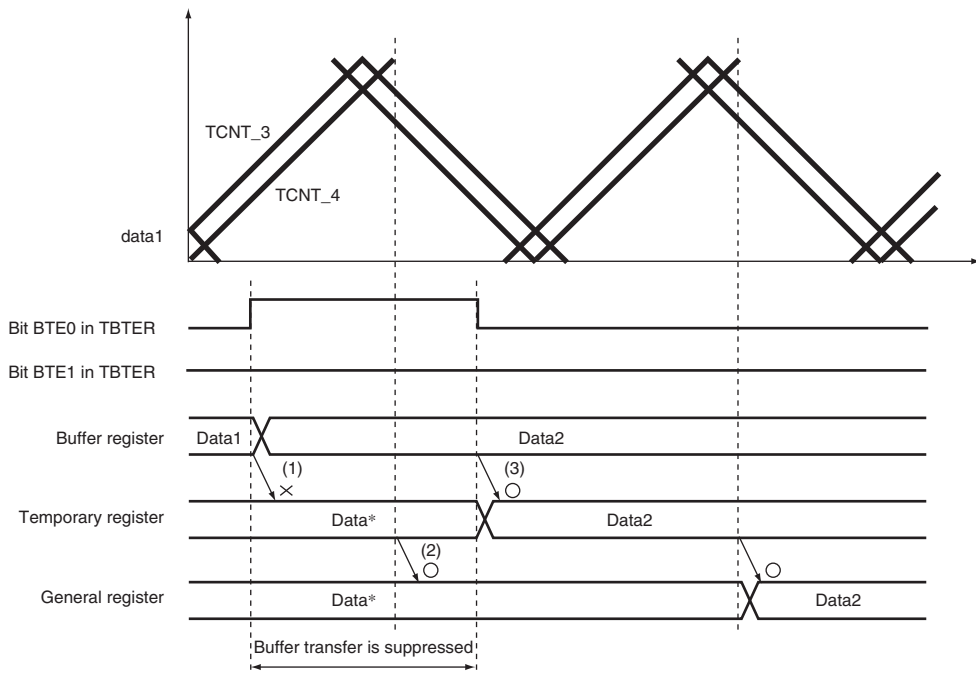 TCNT_3
TCNT_4
data1
Bit BTE0 in TBTER
Bit BTE1 in TBTER
Buffer register
Data1
Data2
(1)
(3)
Temporary register
Data*
Data2
(2)
General register
Data*
Data2
Buffer transfer is suppressed